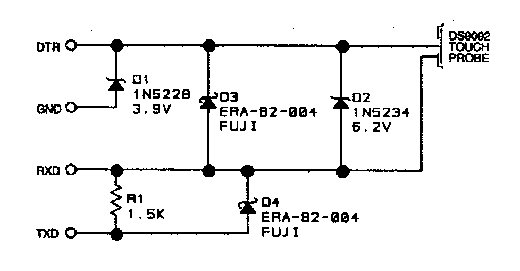 DTR
GND
RXD
TXD
D1
1N5228
3.9V
D3
ERA-82-004
FUJI
D2
1N5234
6.2V
DS9092
TOUCH
PROBE
R1
1.5K
D4
ERA-82-004
FUJI